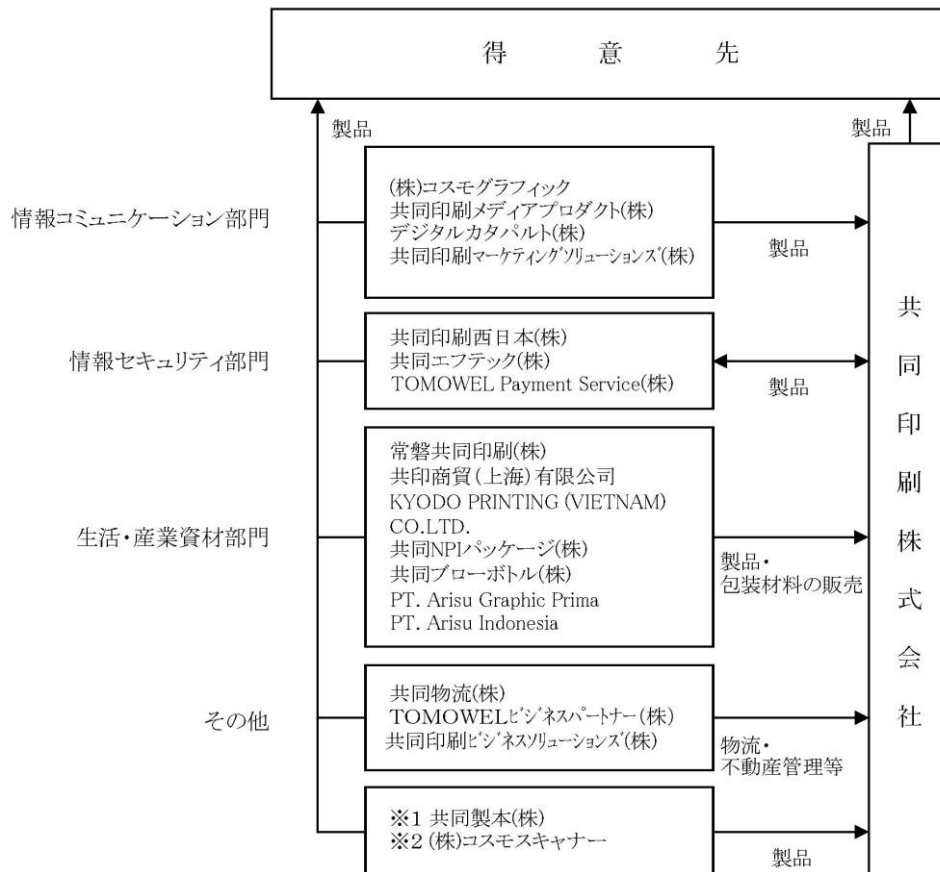 得意先
製品
製品
情報コミュニケーション部門
(株)コスモグラフィック
共同印刷メディアプロダクト(株)
デジタルカタパルト(株)
共同印刷マーケティングソリューションズ(株)
製品
情報セキュリティ部門
共同印刷西日本(株)
共同エフテック(株)
TOMOWEL Payment Service(株)
製品
生活・産業資材部門
常磐共同印刷(株)
共印商貿(上海)有限公司
KYODO PRINTING (VIETNAM)
CO.LTD.
共同NPIパッケージ(株)
共同ブローボトル(株)
PT. Arisu Graphic Prima
PT. Arisu Indonesia
製品・
包装材料の販売
その他
共同物流(株)
TOMOWELビジネスパートナー(株)
共同印刷ビジネスソリューションズ(株)
物流・
不動産管理等
※1 共同製本(株)
※2 (株)コスモスキャナー
製品
共同印刷株式会社